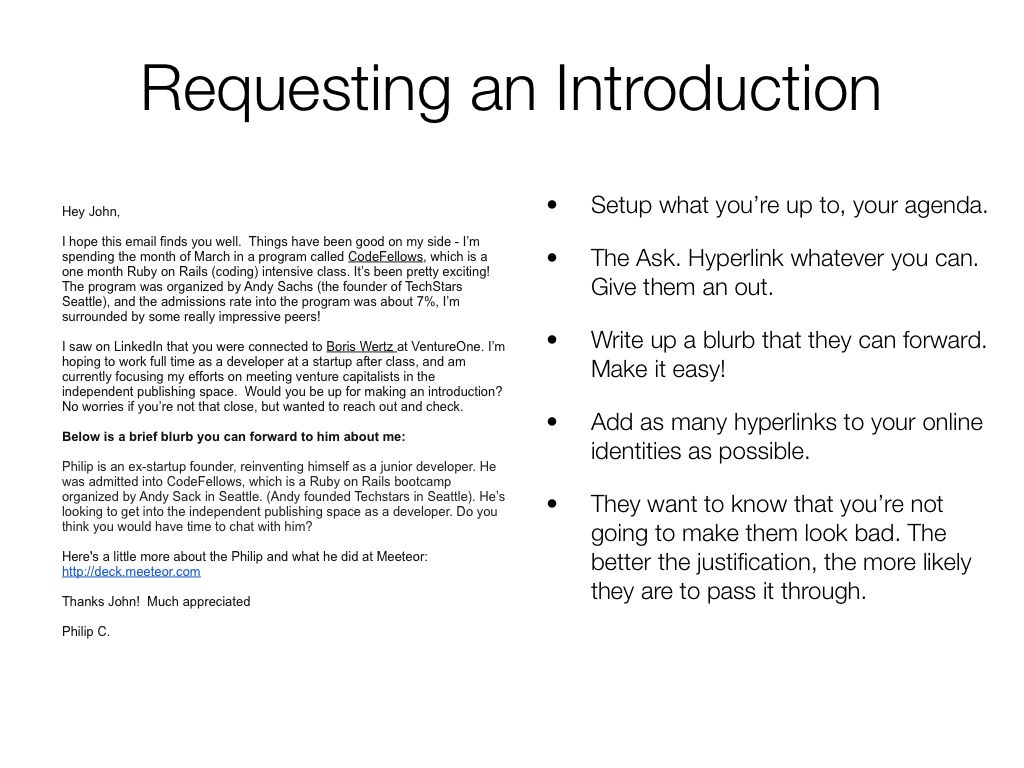 Requesting an Introduction
Hey John,
I hope this email finds you well.  Things have been good on my side - I'm
spending the month of March in a program called CodeFellows, which is a
one month Ruby on Rails (coding) intensive class. It's been pretty exciting!
The program was organized by Andy Sachs (the founder of TechStars
Seattle), and the admissions rate into the program was about 7%, I'm
surrounded by some really impressive peers!
I saw on LinkedIn that you were connected to Boris Wertz at VentureOne. I'm
hoping to work full time as a developer at a startup after class, and am
currently focusing my efforts on meeting venture capitalists in the
independent publishing space.  Would you be up for making an introduction?
No worries if you're not that close, but wanted to reach out and check.
Below is a brief blurb you can forward to him about me:
Philip is an ex-startup founder, reinventing himself as a junior developer. He
was admitted into CodeFellows, which is a Ruby on Rails bootcamp
organized by Andy Sack in Seattle. (Andy founded Techstars in Seattle). He's
looking to get into the independent publishing space as a developer. Do you
think you would have time to chat with him?
Here's a little more about the Philip and what he did at Meeteor:
http://deck.meeteor.com
Thanks John!  Much appreciated
Philip C.
• Setup what you're up to, your agenda.
• The Ask. Hyperlink whatever you can.
Give them an out.
• Write up a blurb that they can forward.
Make it easy!
• Add as many hyperlinks to your online
identities as possible.
• They want to know that you're not
going to make them look bad. The
better the justification, the more likely
they are to pass it through.